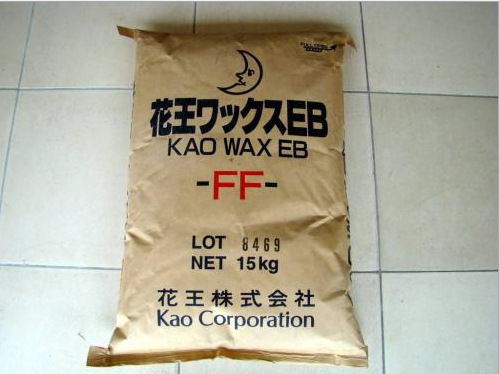 花王ワックスEB
KAO WAX EB
-FF-
LOT 8469
NET 15kg
花王株式会社
Kao Corporation